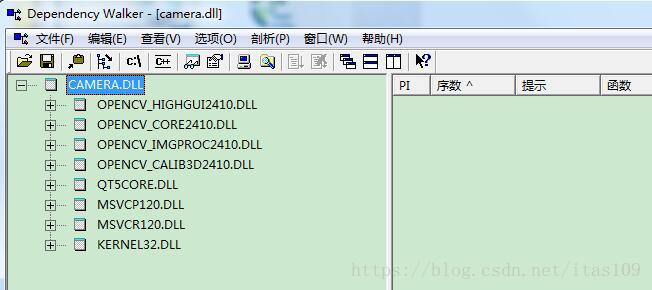 Dependency Walker - [camera.dll]
文件(F) 编辑(E) 查看(V) 选项(O) 剖析(P) 窗口(W) 帮助(H)
C:\ C++
CAMERA.DLL
PI 序数 ^ 提示 函数
OPENCV_HIGHGUI2410.DLL
OPENCV_CORE2410.DLL
OPENCV_IMGPROC2410.DLL
OPENCV_CALIB3D2410.DLL
QT5CORE.DLL
MSVCP120.DLL
MSVCR120.DLL
KERNEL32.DLL
https://blog.csdn.net/itas109